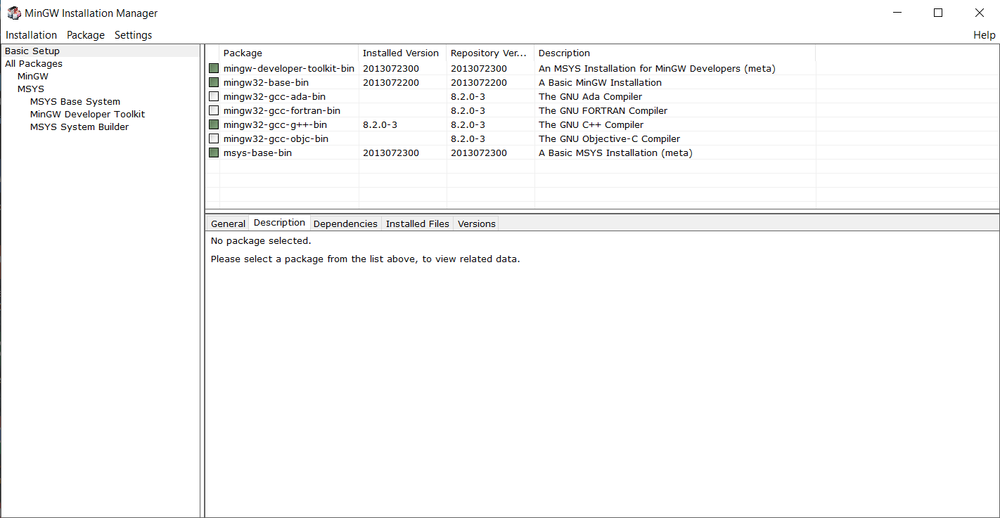 MinGW Installation Manager
Installation Package Settings Help
Basic Setup
All Packages
MinGW
MSYS
MSYS Base System
MinGW Developer Toolkit
MSYS System Builder
Package Installed Version Repository Ver... Description
mingw-developer-toolkit-bin 2013072300 2013072300 An MSYS Installation for MinGW Developers (meta)
mingw32-base-bin 2013072200 2013072200 A Basic MinGW Installation
mingw32-gcc-ada-bin 8.2.0-3 The GNU Ada Compiler
mingw32-gcc-fortran-bin 8.2.0-3 The GNU FORTRAN Compiler
mingw32-gcc-g++-bin 8.2.0-3 8.2.0-3 The GNU C++ Compiler
mingw32-gcc-objc-bin 8.2.0-3 The GNU Objective-C Compiler
msys-base-bin 2013072300 2013072300 A Basic MSYS Installation (meta)
General Description Dependencies Installed Files Versions
No package selected.
Please select a package from the list above, to view related data.